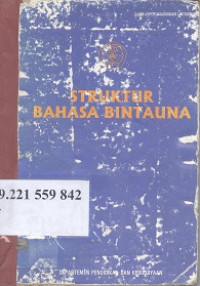 STRUKTUR
BAHASA BINTAUNA
9.221 559 842
DEPARTEMEN PENDIDIKAN DAN KEBUDAYAAN